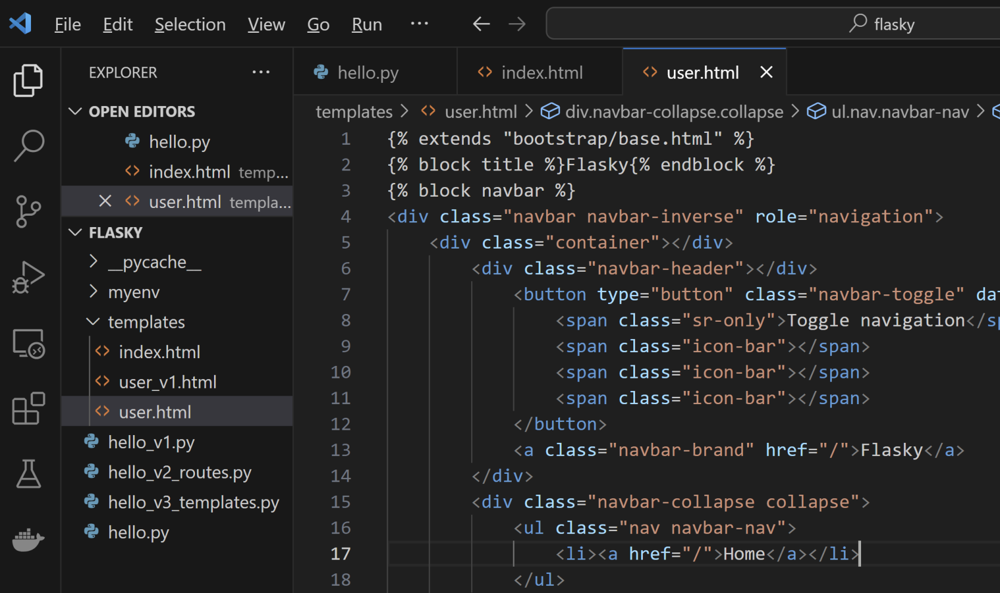 File Edit Selection View Go Run ··· flasky
EXPLORER ···
OPEN EDITORS
hello.py
index.html temp...
user.html templa...
FLASKY
__pycache__
myenv
templates
index.html
user_v1.html
user.html
hello_v1.py
hello_v2_routes.py
hello_v3_templates.py
hello.py
hello.py index.html user.html
templates > user.html > div.navbar-collapse.collapse > ul.nav.navbar-nav >
1 {% extends "bootstrap/base.html" %}
2 {% block title %}Flasky{% endblock %}
3 {% block navbar %}
4 <div class="navbar navbar-inverse" role="navigation">
5 <div class="container"></div>
6 <div class="navbar-header"></div>
7 <button type="button" class="navbar-toggle" dat
8 <span class="sr-only">Toggle navigation</sp
9 <span class="icon-bar"></span>
10 <span class="icon-bar"></span>
11 <span class="icon-bar"></span>
12 </button>
13 <a class="navbar-brand" href="/">Flasky</a>
14 </div>
15 <div class="navbar-collapse collapse">
16 <ul class="nav navbar-nav">
17 <li><a href="/">Home</a></li>
18 </ul>